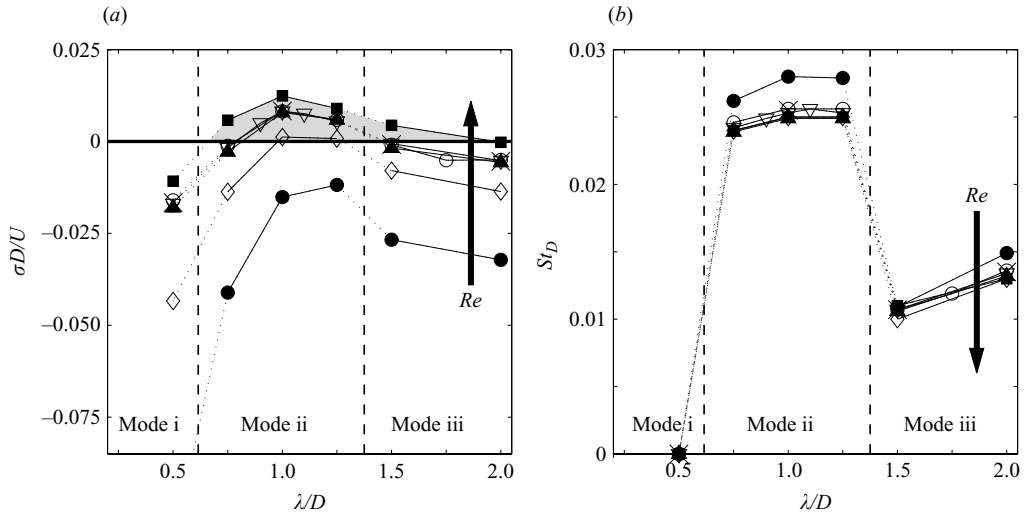 (a)
0.025
0
−0.025
−0.050
−0.075
σD/U
Re
Mode i
Mode ii
Mode iii
0.5
1.0
1.5
2.0
λ/D
(b)
0.03
0.02
0.01
0
St_D
Re
Mode i
Mode ii
Mode iii
0.5
1.0
1.5
2.0
λ/D